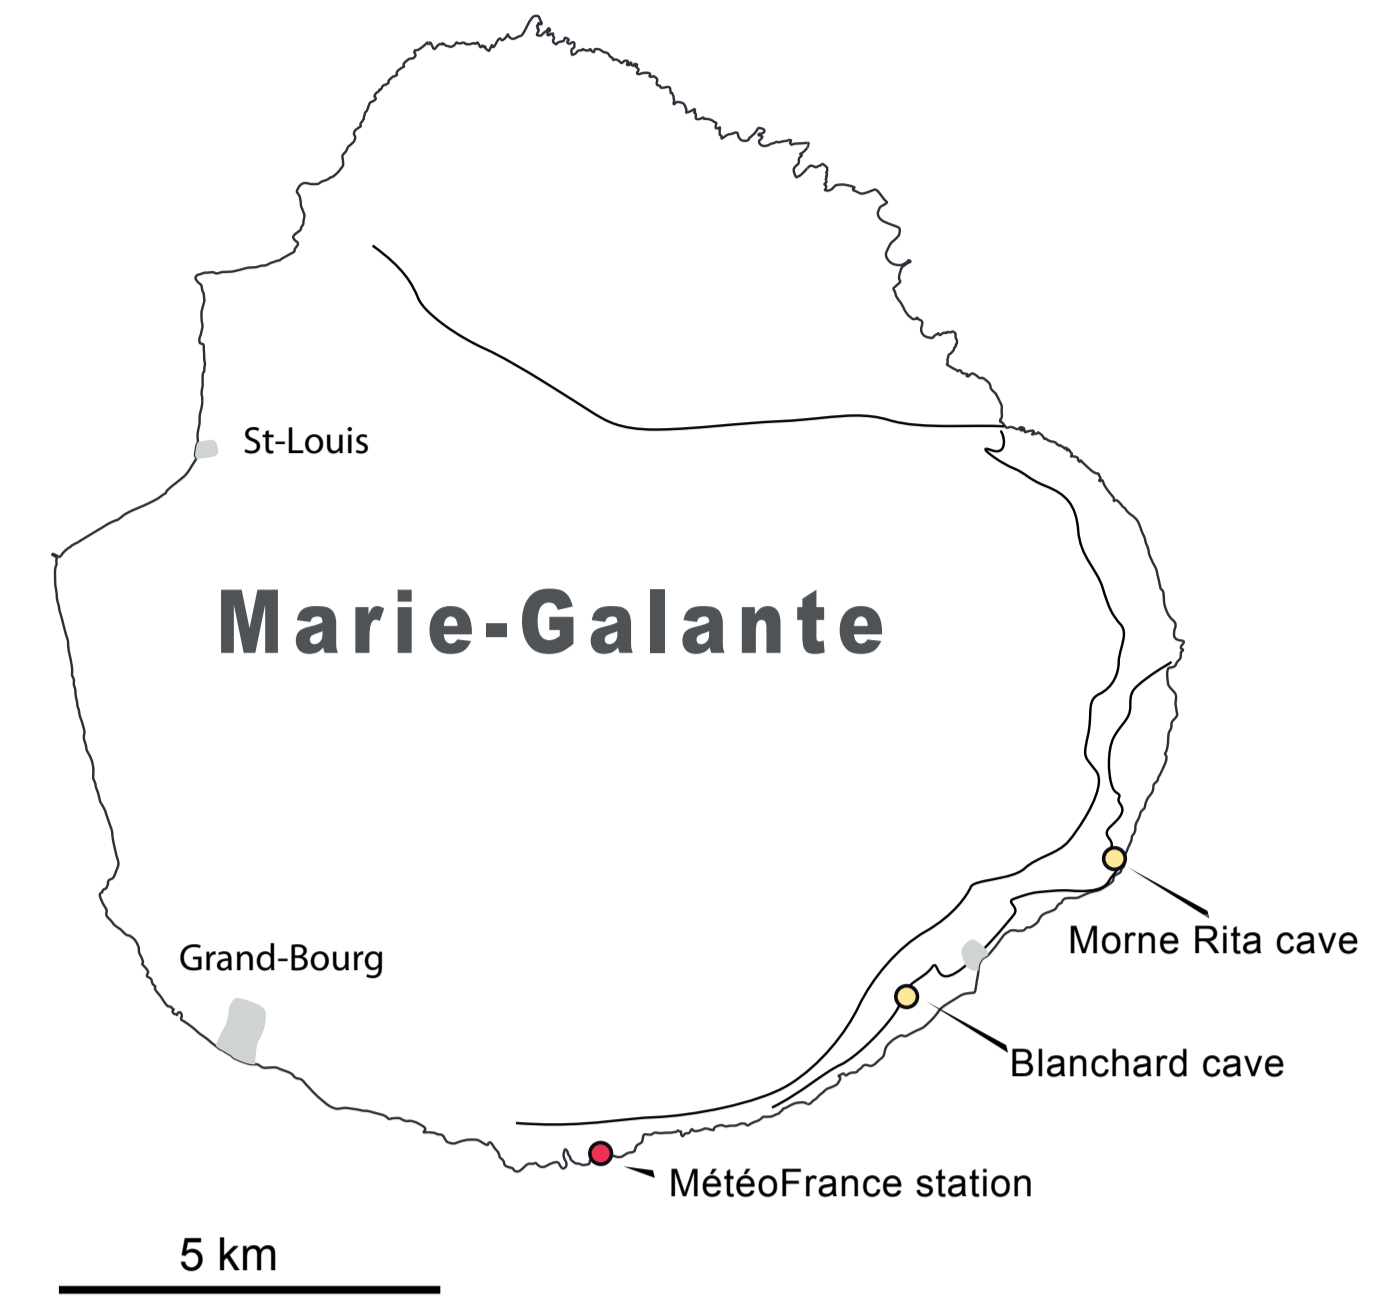 St-Louis
Marie-Galante
Morne Rita cave
Grand-Bourg
Blanchard cave
MétéoFrance station
5 km